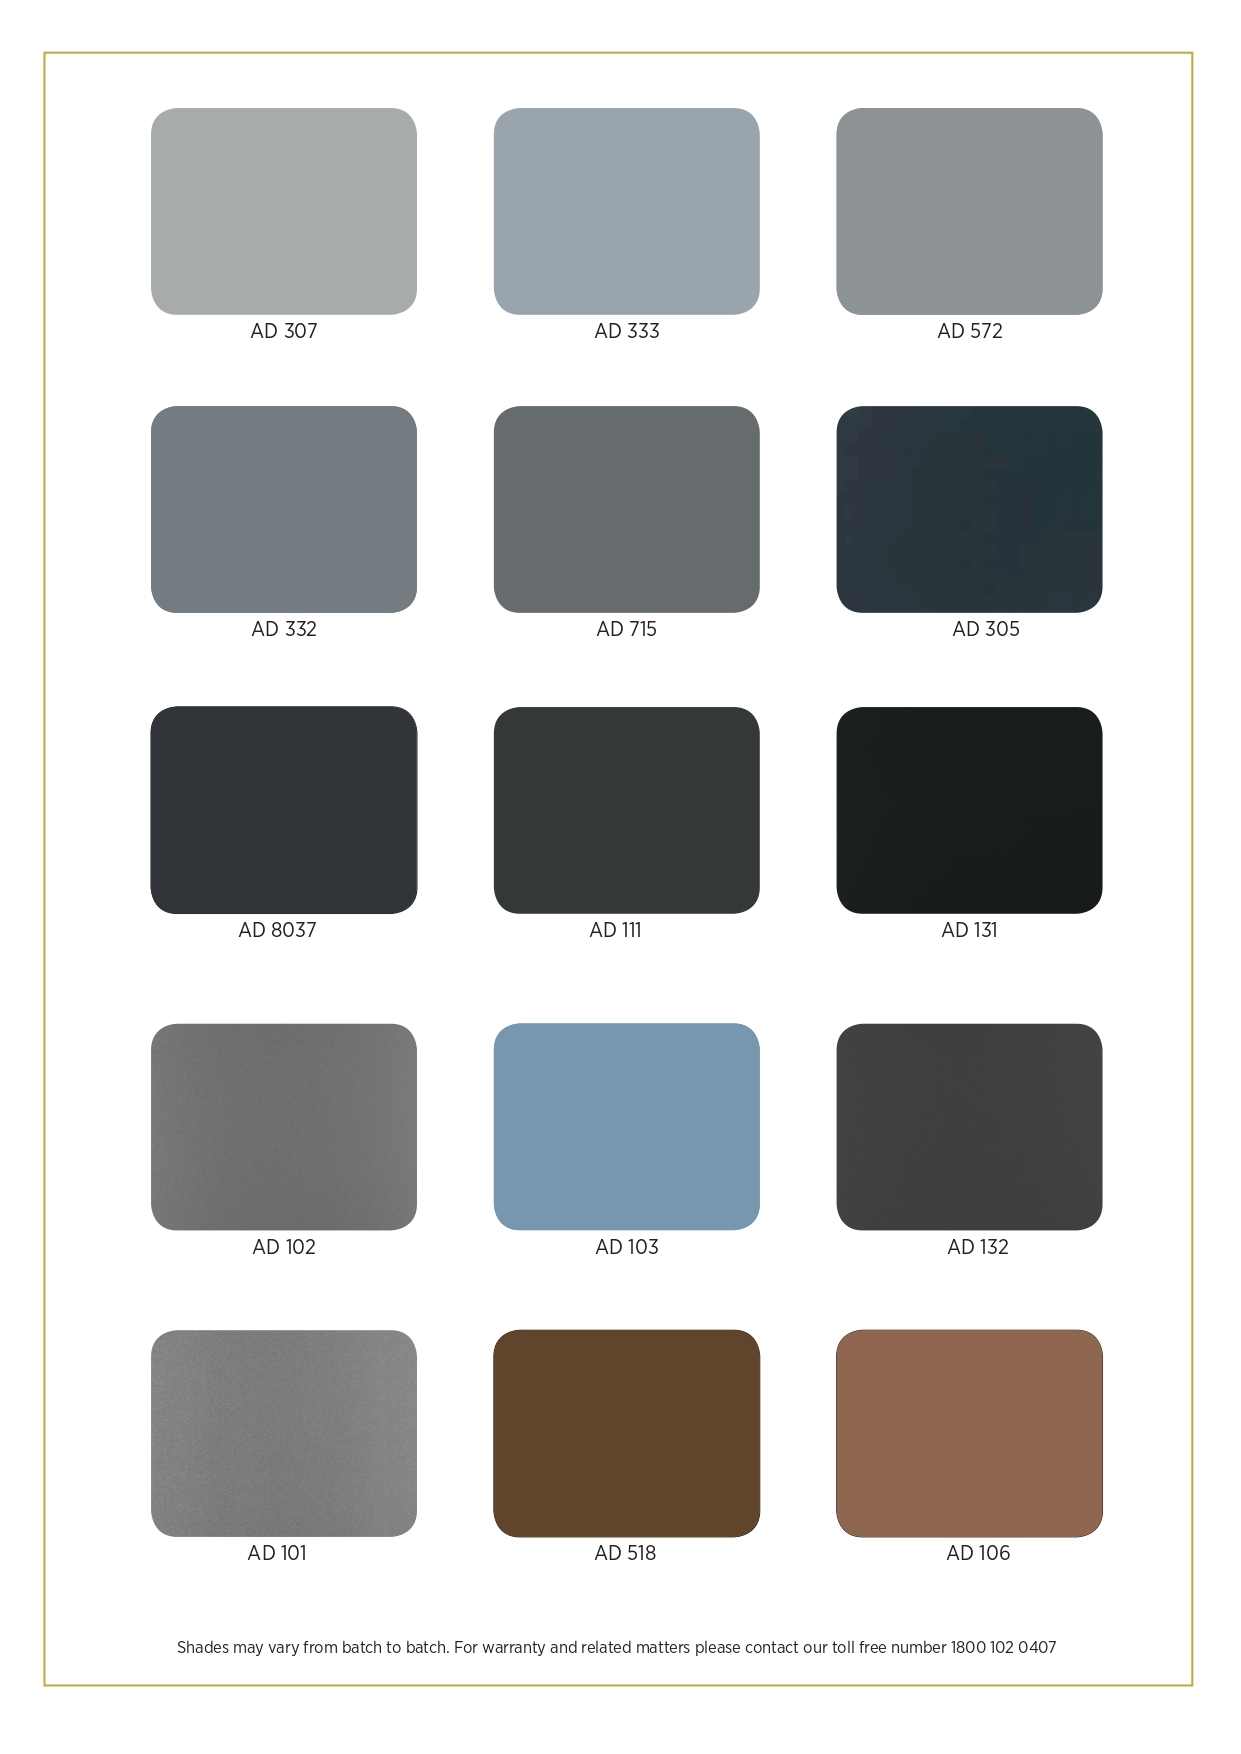 AD 307
AD 333
AD 572
AD 332
AD 715
AD 305
AD 8037
AD 111
AD 131
AD 102
AD 103
AD 132
AD 101
AD 518
AD 106
Shades may vary from batch to batch. For warranty and related matters please contact our toll free number 1800 102 0407